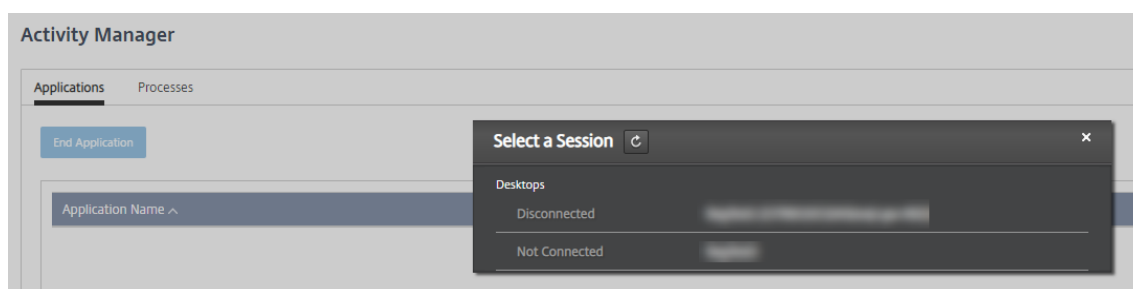 Activity Manager
Applications Processes
End Application
Select a Session
Desktops
Application Name
Disconnected
Not Connected